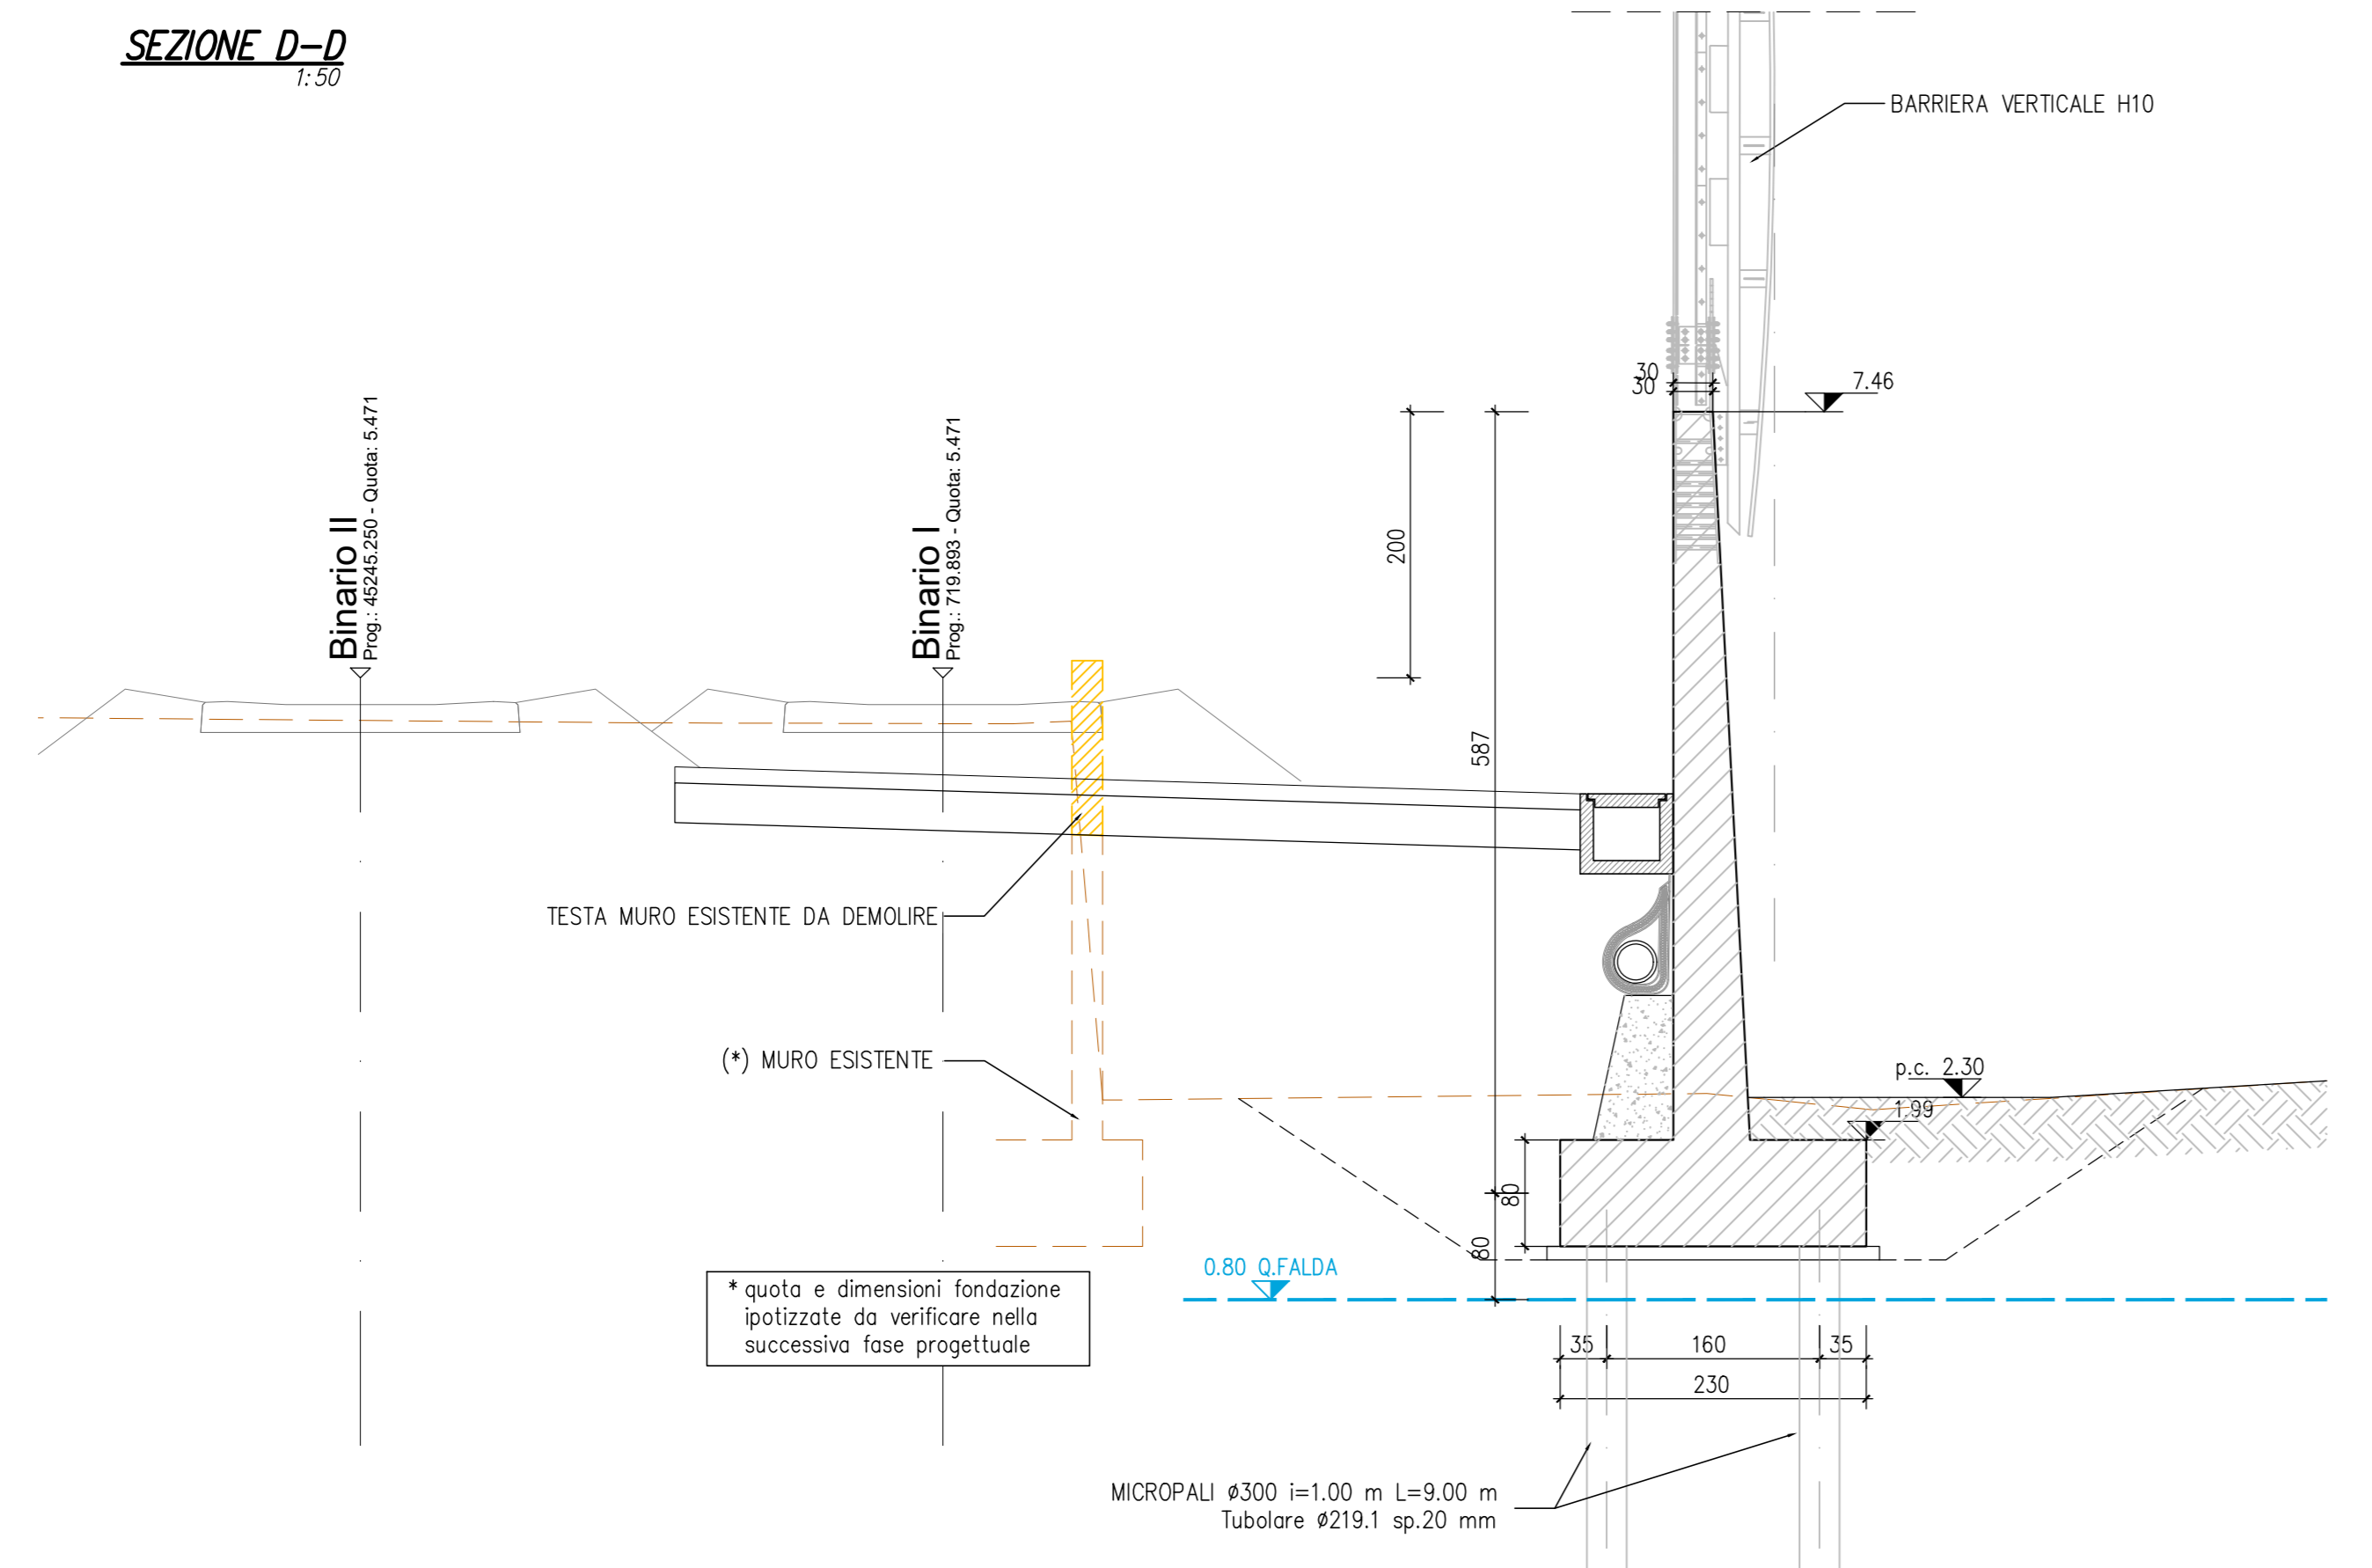 SEZIONE D-D
1:50
BARRIERA VERTICALE H10
30
30
7.46
200
587
Binario II
Prog.: 45245.250 - Quota: 5.471
Binario I
Prog.: 719.893 - Quota: 5.471
TESTA MURO ESISTENTE DA DEMOLIRE
(*) MURO ESISTENTE
p.c. 2.30
1.99
80
80
0.80 Q.FALDA
* quota e dimensioni fondazione
ipotizzate da verificare nella
successiva fase progettuale
35
160
35
230
MICROPALI ø300 i=1.00 m L=9.00 m
Tubolare ø219.1 sp.20 mm